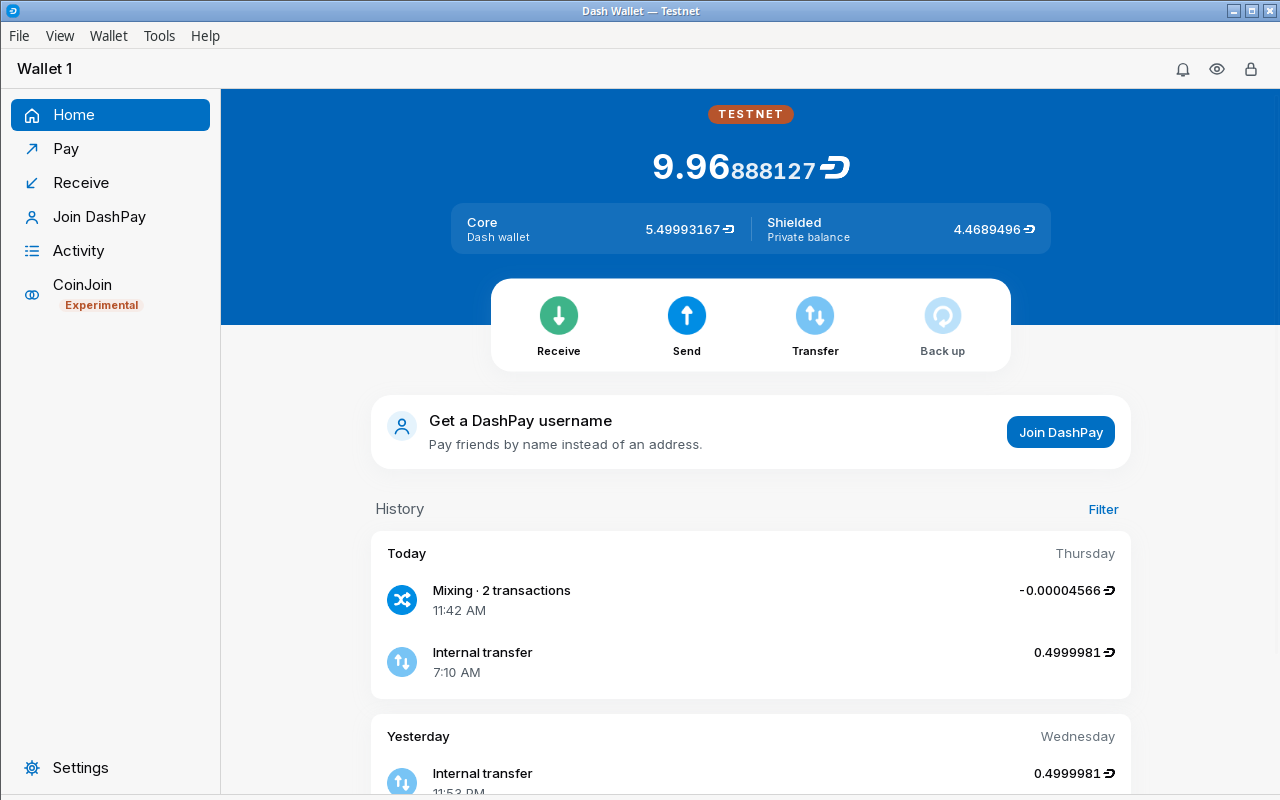 Dash Wallet — Testnet
File View Wallet Tools Help
Wallet 1
Home
Pay
Receive
Join DashPay
Activity
CoinJoin
Experimental
Settings
TESTNET
9.96888127
Core
Dash wallet
5.49993167
Shielded
Private balance
4.4689496
Receive
Send
Transfer
Back up
Get a DashPay username
Pay friends by name instead of an address.
Join DashPay
History
Filter
Today
Thursday
Mixing · 2 transactions
-0.00004566
11:42 AM
Internal transfer
0.4999981
7:10 AM
Yesterday
Wednesday
Internal transfer
0.4999981
11:53 PM